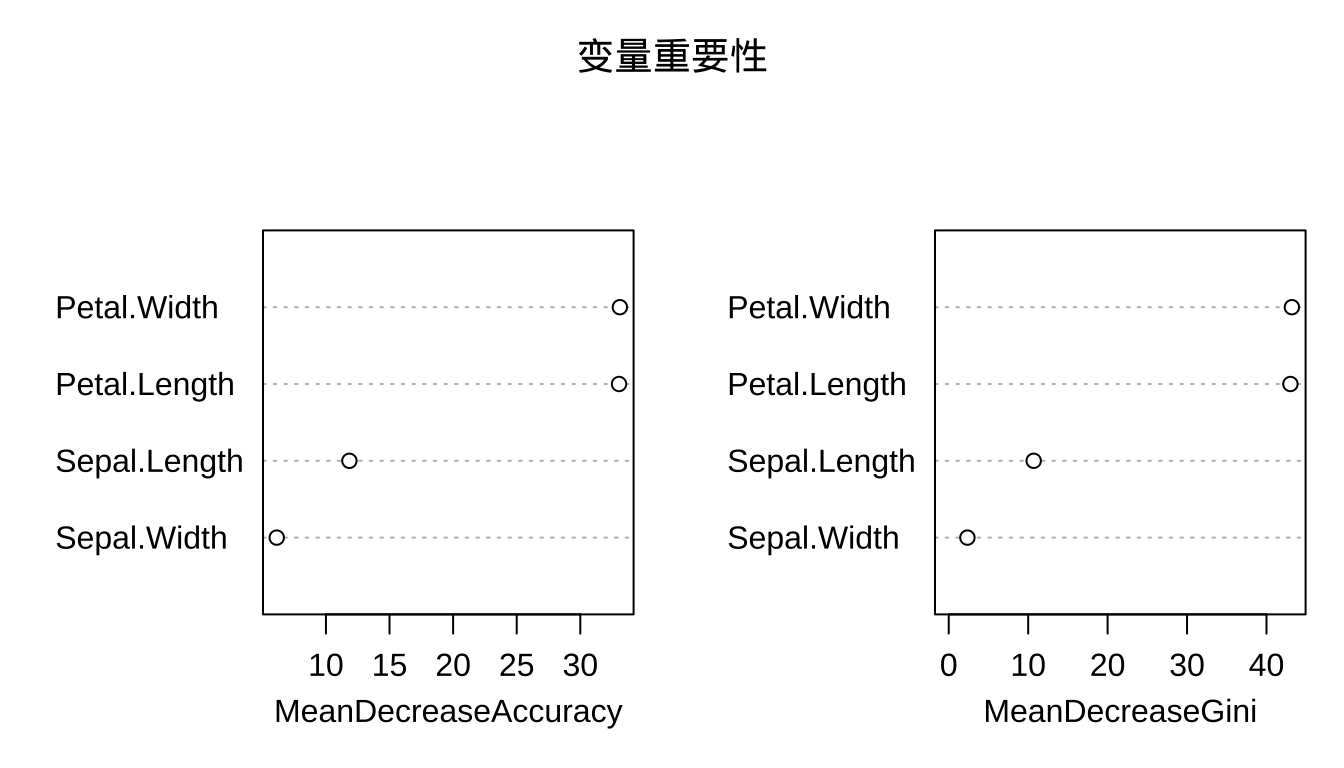 变量重要性
Petal.Width
Petal.Length
Sepal.Length
Sepal.Width
10 15 20 25 30
MeanDecreaseAccuracy
Petal.Width
Petal.Length
Sepal.Length
Sepal.Width
0 10 20 30 40
MeanDecreaseGini